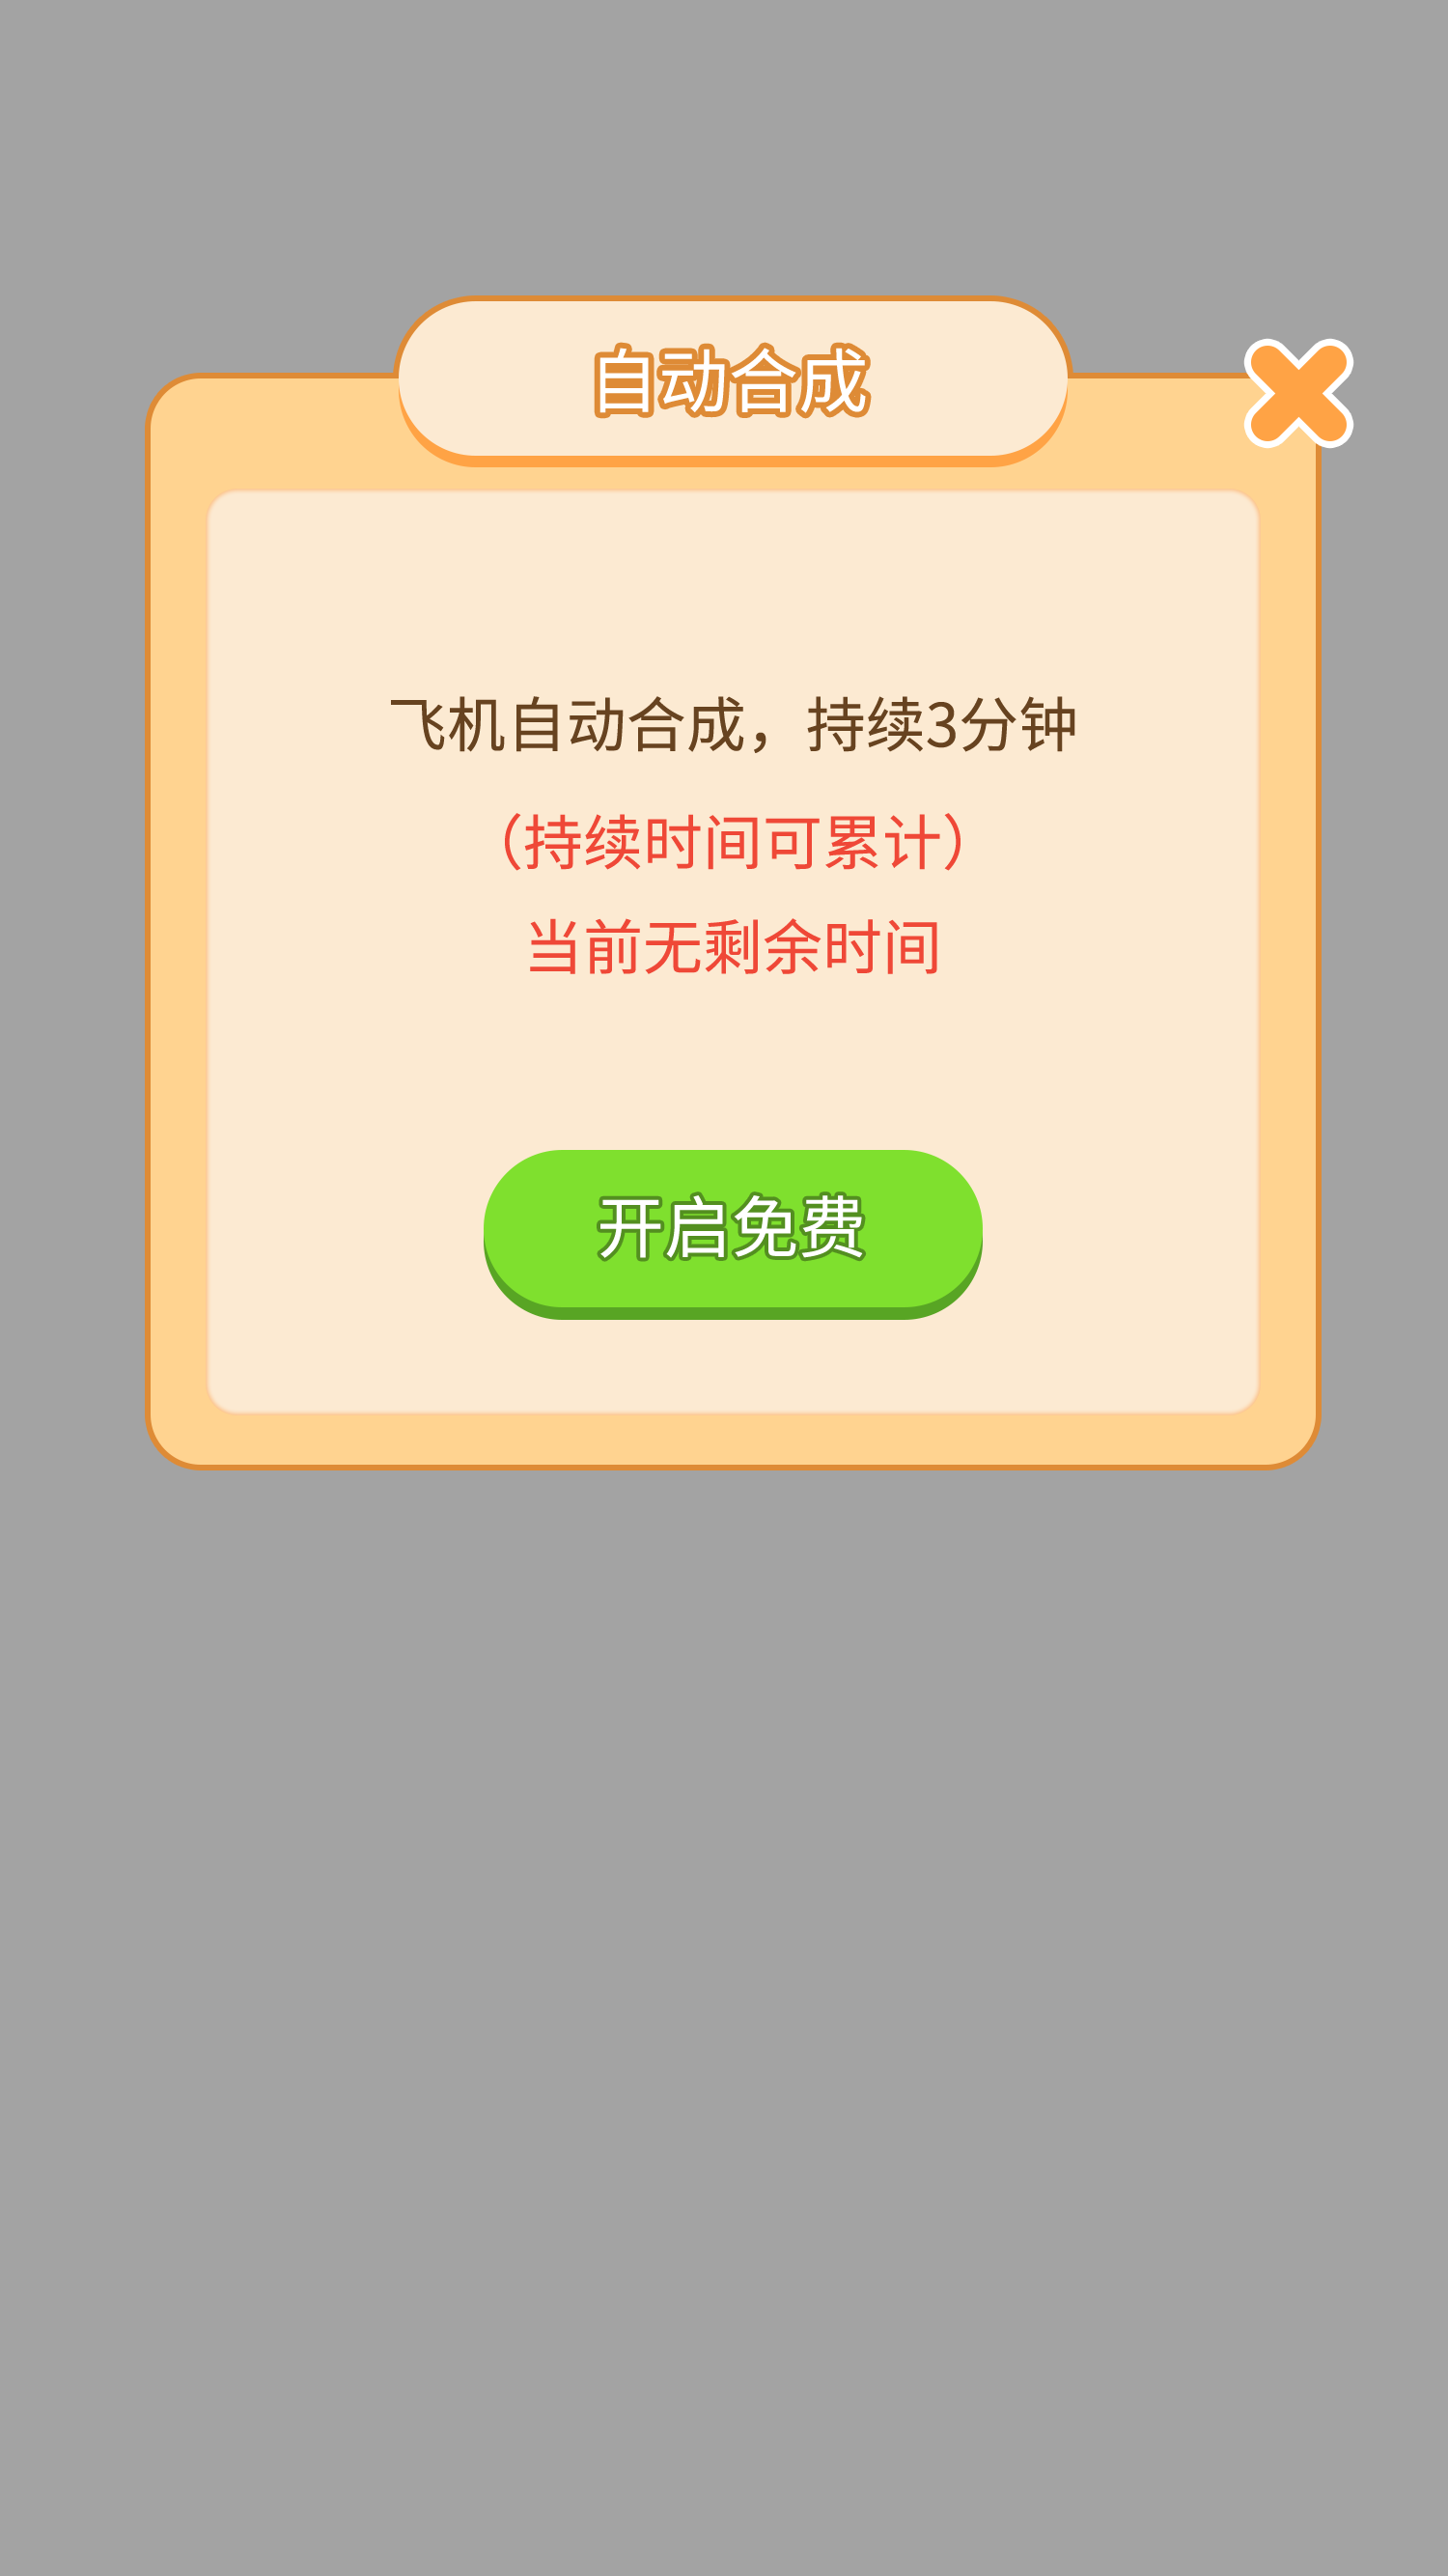 自动合成
飞机自动合成，持续3分钟
（持续时间可累计）
当前无剩余时间
开启免费